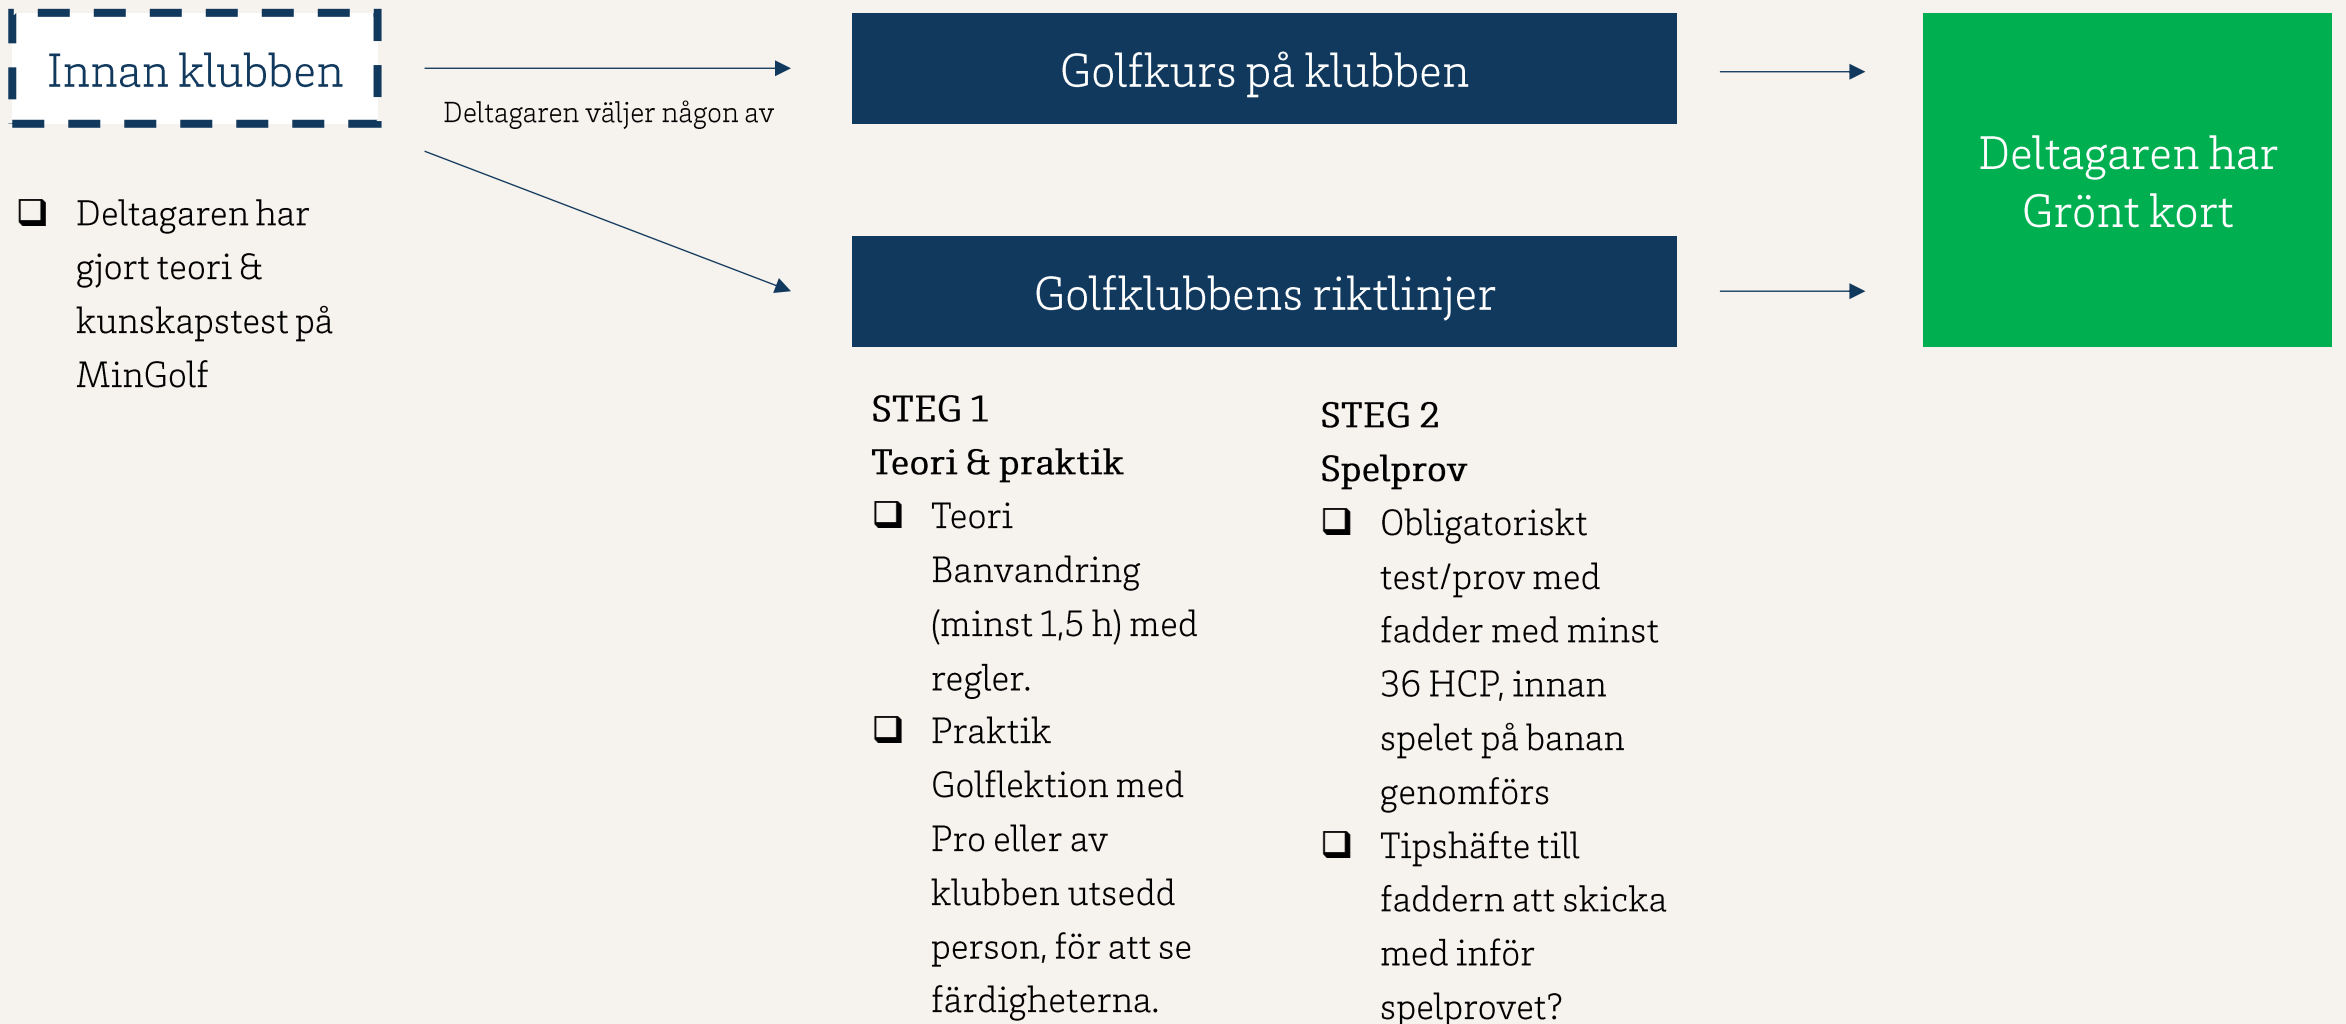 Innan klubben
Deltagaren har
gjort teori &
kunskapstest på
MinGolf
Deltagaren väljer någon av
Golfkurs på klubben
Golfklubbens riktlinjer
STEG 1
Teori & praktik
Teori
Banvandring
(minst 1,5 h) med
regler.
Praktik
Golflektion med
Pro eller av
klubben utsedd
person, för att se
färdigheterna.
STEG 2
Spelprov
Obligatoriskt
test/prov med
fadder med minst
36 HCP, innan
spelet på banan
genomförs
Tipshäfte till
faddern att skicka
med inför
spelprovet?
Deltagaren har
Grönt kort